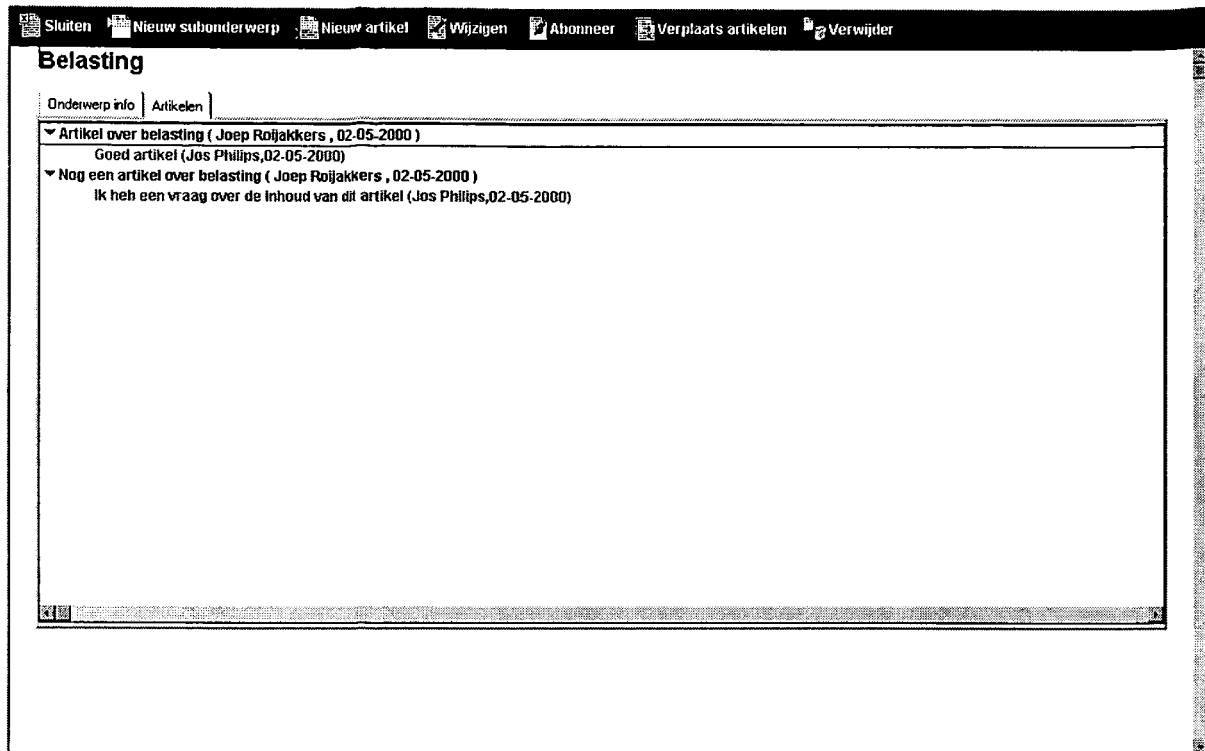 Sluiten Nieuw subonderwerp Nieuw artikel Wijzigen Abonneer Verplaats artikelen Verwijder
Belasting
Onderwerp info Artikelen
Artikel over belasting ( Joep Roijakkers , 02-05-2000 )
Goed artikel (Jos Philips,02-05-2000)
Nog een artikel over belasting ( Joep Roijakkers , 02-05-2000 )
Ik heb een vraag over de inhoud van dit artikel (Jos Philips,02-05-2000)